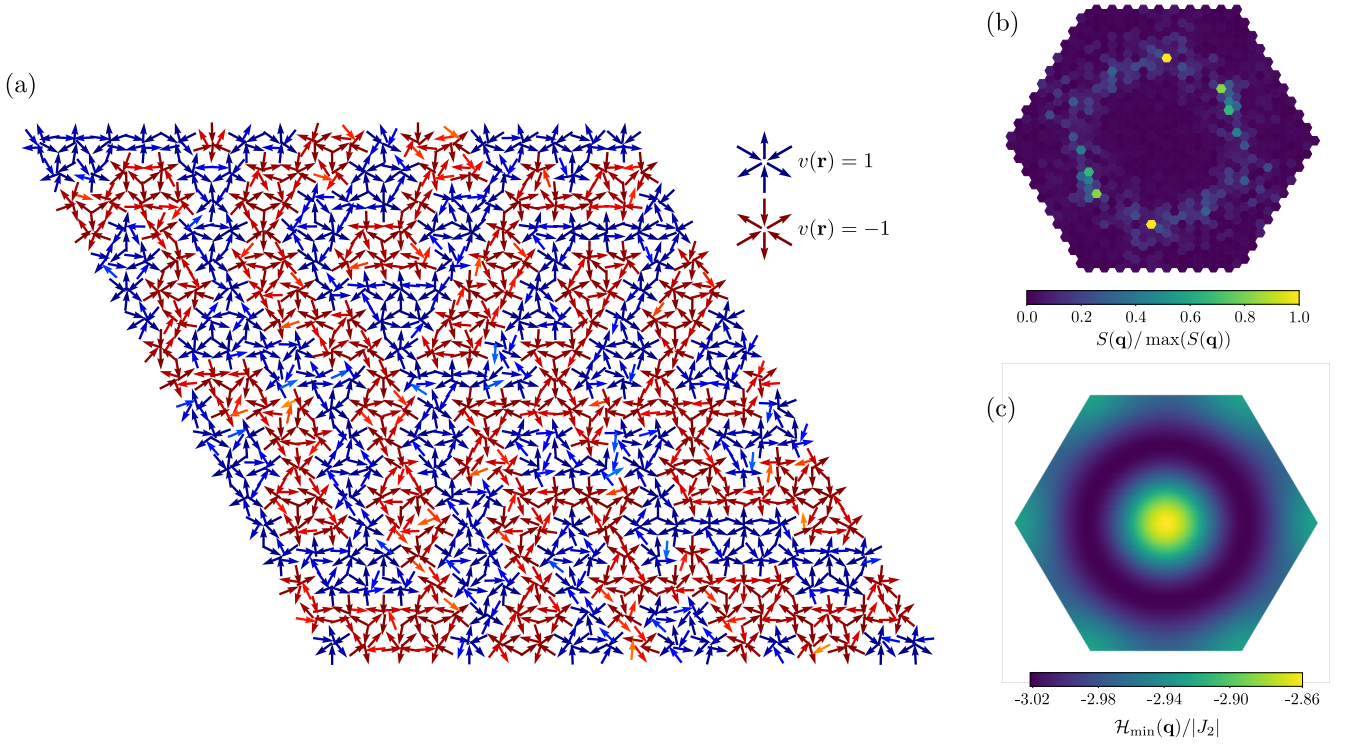 (a)
v(r) = 1
v(r) = −1
(b)
0.0 0.2 0.4 0.6 0.8 1.0
S(q)/ max(S(q))
(c)
-3.02 -2.98 -2.94 -2.90 -2.86
ℋmin(q)/|J2|